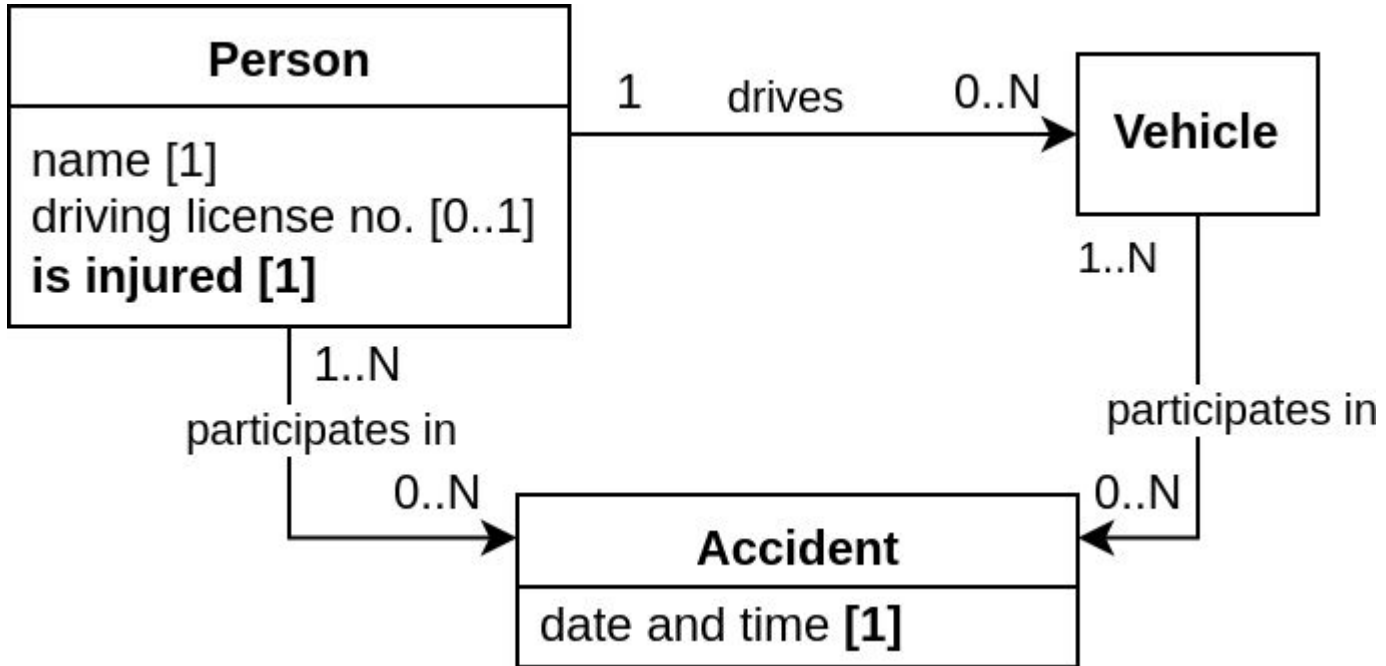 Person
name [1]
driving license no. [0..1]
is injured [1]
1 drives 0..N
Vehicle
1..N
participates in
0..N
1..N
participates in
0..N
Accident
date and time [1]